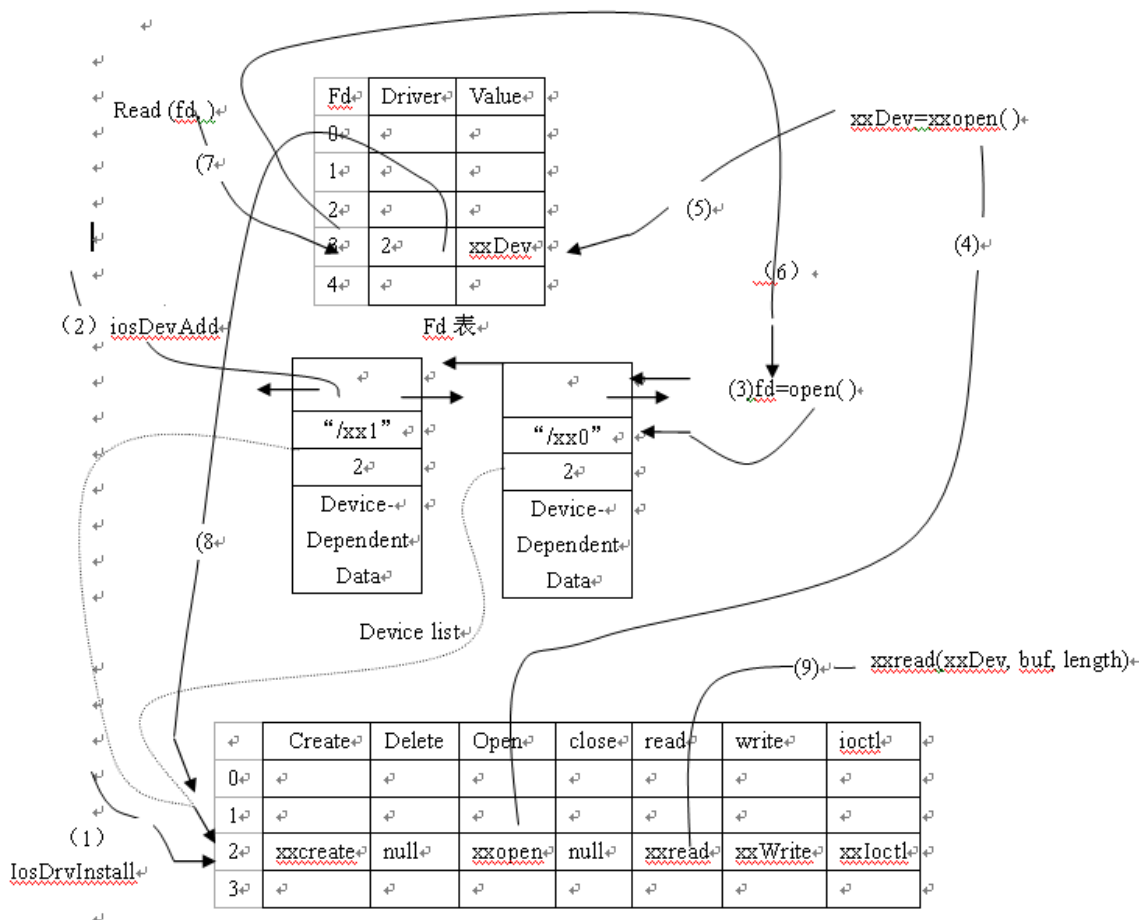 Read (fd, )
Fd Driver Value
0
1
2
3 2 xxDev
4
Fd 表
xxDev=xxopen( )
(7
(5)
(4)
(6)
(2) iosDevAdd
(3)fd=open( )
“/xx1”
2
Device-
Dependent
Data
“/xx0”
2
Device-
Dependent
Data
(8
Device list
(9)
xxread(xxDev, buf, length)
Create Delete Open close read write ioctl
0
1
2 xxcreate null xxopen null xxread xxWrite xxIoctl
3
(1)
IosDrvInstall